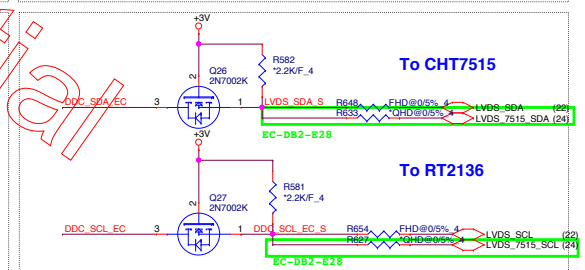 +3V
R582
*2.2K/F_4
To CHT7515
Q26
2N7002K
2
DDC_SDA_EC 3 1 LVDS_SDA_S R648 FHD@0/5%_4 LVDS_SDA (22)
R633 *QHD@0/5%_4 LVDS_7515_SDA (24)
EC-DB2-E28
+3V
To RT2136
R581
*2.2K/F_4
Q27
2N7002K
2
DDC_SCL_EC 3 1 DDC_SCL_EC_S R654 FHD@0/5%_4 LVDS_SCL (22)
R627 *QHD@0/5%_4 LVDS_7515_SCL (24)
EC-DB2-E28